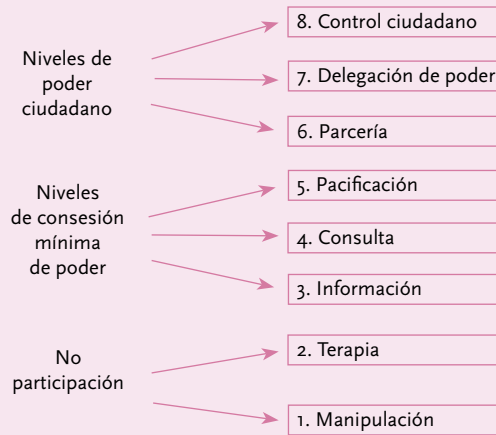 Niveles de
poder
ciudadano
8. Control ciudadano
7. Delegación de poder
6. Parcería
Niveles
de consesión
mínima
de poder
5. Pacificación
4. Consulta
3. Información
No
participación
2. Terapia
1. Manipulación